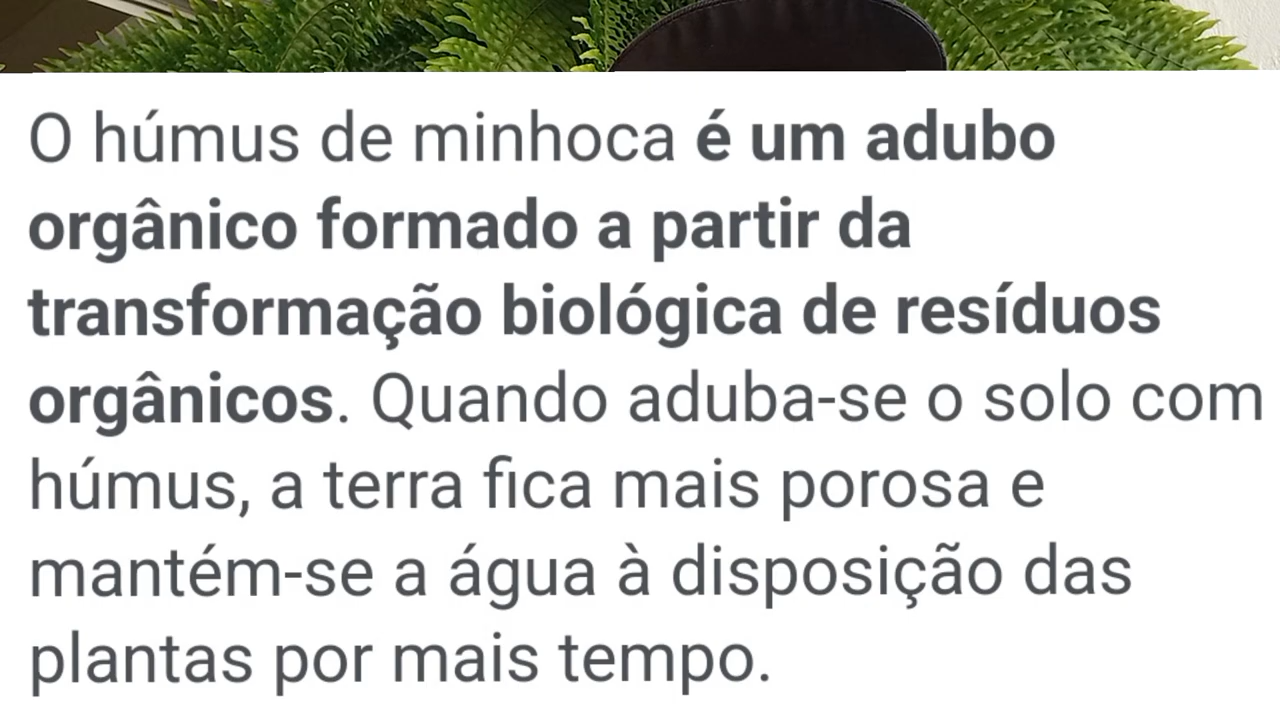 O húmus de minhoca é um adubo
orgânico formado a partir da
transformação biológica de resíduos
orgânicos. Quando aduba-se o solo com
húmus, a terra fica mais porosa e
mantém-se a água à disposição das
plantas por mais tempo.